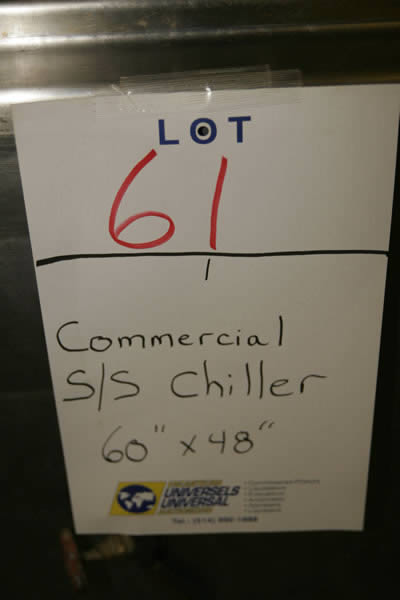 LOT
61
1
Commercial
S/S Chiller
60" x 48"
UNIVERSELS
UNIVERSAL